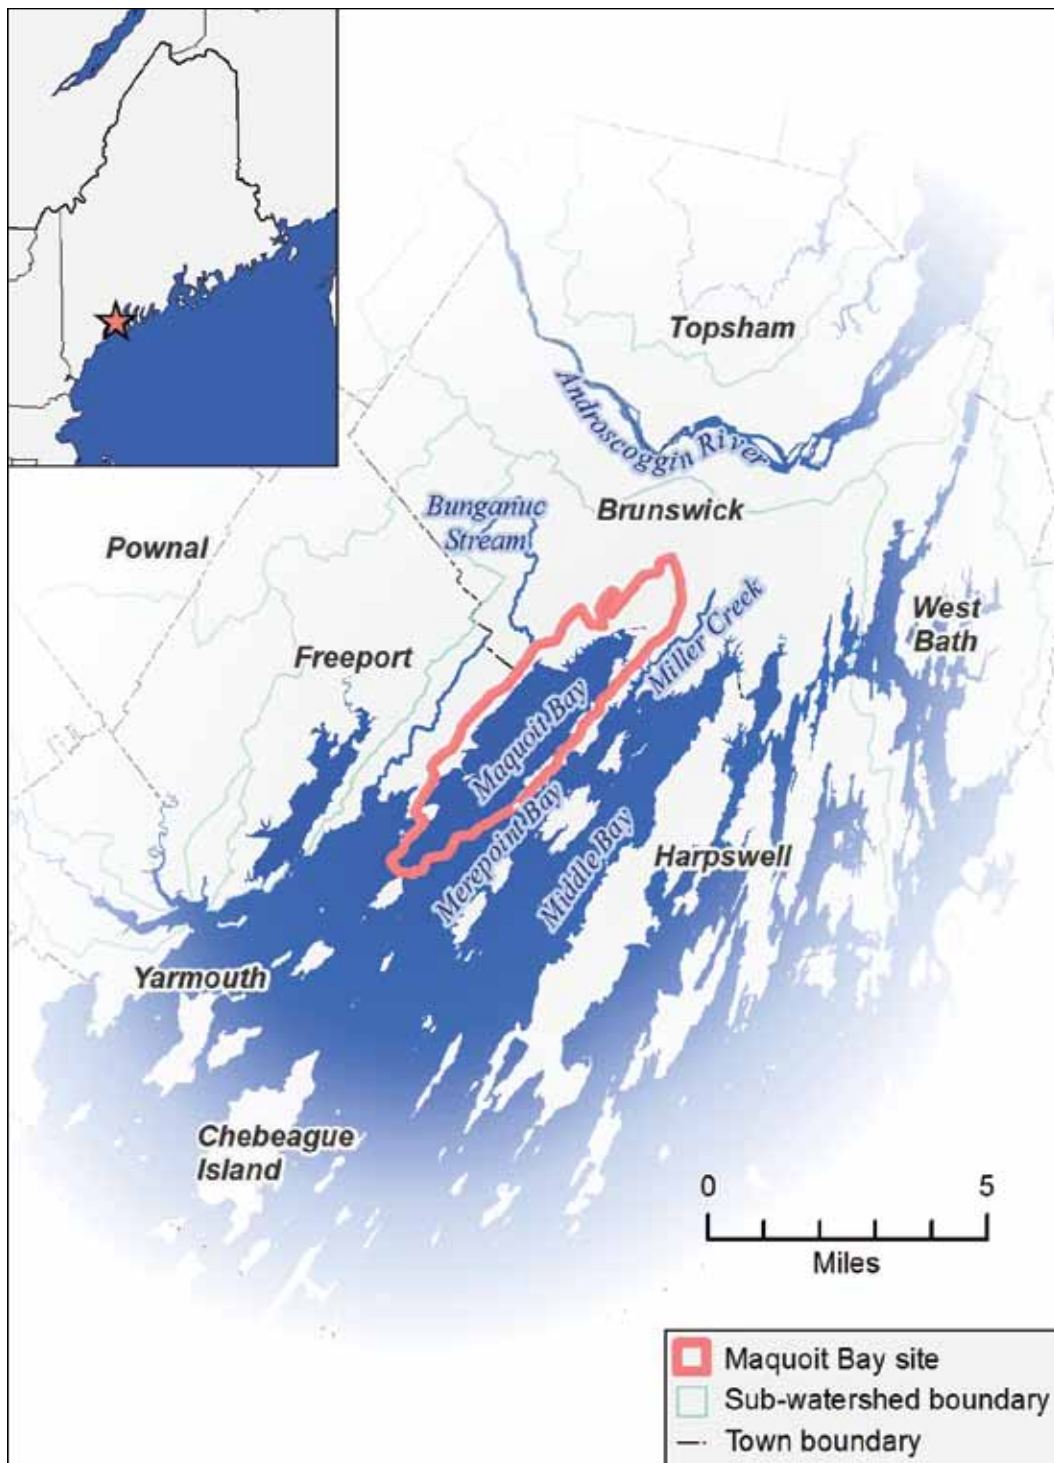 Topsham
Androscoggin River
Bunganuc
Stream
Brunswick
Pownal
Miller Creek
West
Bath
Freeport
Maquoit Bay
Merepoint Bay
Middle Bay
Harpswell
Yarmouth
Chebeague
Island
0 5
Miles
Maquoit Bay site
Sub-watershed boundary
Town boundary